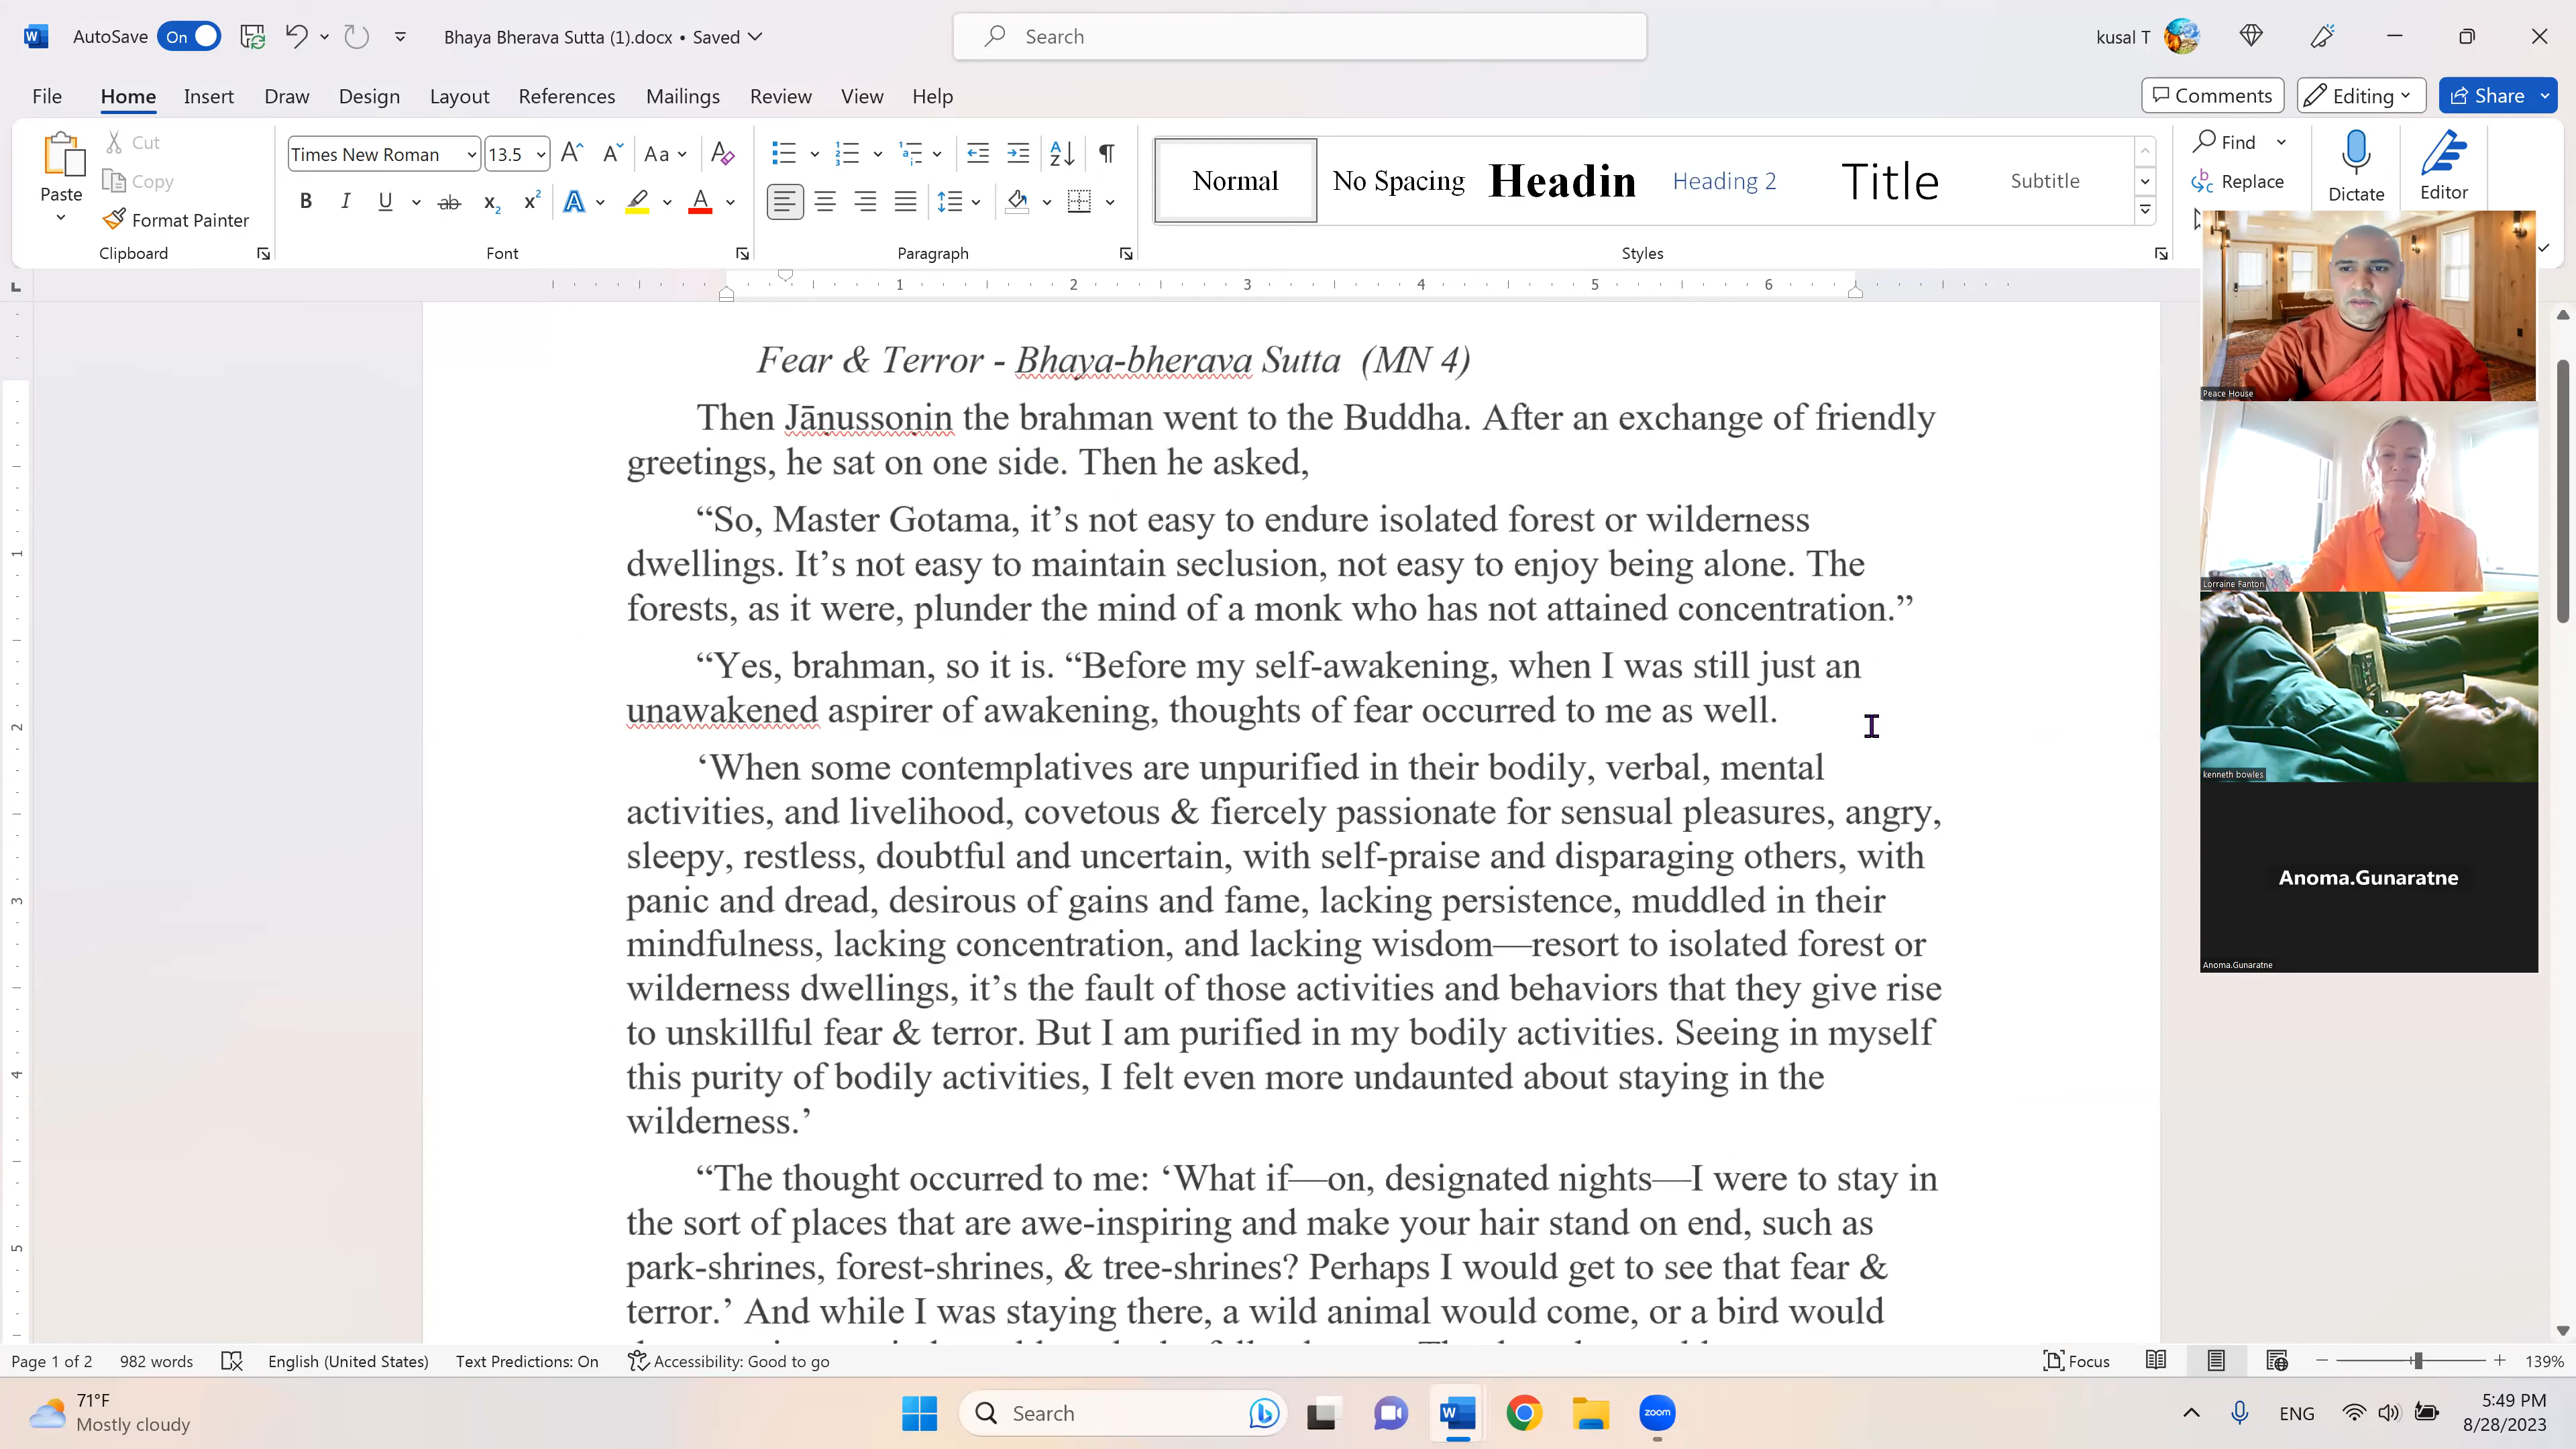 AutoSave On Bhaya Bherava Sutta (1).docx • Saved Search kusal T
File Home Insert Draw Design Layout References Mailings Review View Help Comments Editing Share
Paste Cut Copy Format Painter
Clipboard
Times New Roman 13.5
Font
Paragraph
Normal No Spacing Headin Heading 2 Title Subtitle
Styles
Find
Replace
Dictate
Editor
1 2 3 4 5 6
Fear & Terror - Bhaya-bherava Sutta (MN 4)
Then Jāṇussoṇin the brahman went to the Buddha. After an exchange of friendly
greetings, he sat on one side. Then he asked,
“So, Master Gotama, it’s not easy to endure isolated forest or wilderness
dwellings. It’s not easy to maintain seclusion, not easy to enjoy being alone. The
forests, as it were, plunder the mind of a monk who has not attained concentration.”
“Yes, brahman, so it is. “Before my self-awakening, when I was still just an
unawakened aspirer of awakening, thoughts of fear occurred to me as well.
‘When some contemplatives are unpurified in their bodily, verbal, mental
activities, and livelihood, covetous & fiercely passionate for sensual pleasures, angry,
sleepy, restless, doubtful and uncertain, with self-praise and disparaging others, with
panic and dread, desirous of gains and fame, lacking persistence, muddled in their
mindfulness, lacking concentration, and lacking wisdom—resort to isolated forest or
wilderness dwellings, it’s the fault of those activities and behaviors that they give rise
to unskillful fear & terror. But I am purified in my bodily activities. Seeing in myself
this purity of bodily activities, I felt even more undaunted about staying in the
wilderness.’
“The thought occurred to me: ‘What if—on, designated nights—I were to stay in
the sort of places that are awe-inspiring and make your hair stand on end, such as
park-shrines, forest-shrines, & tree-shrines? Perhaps I would get to see that fear &
terror.’ And while I was staying there, a wild animal would come, or a bird would
1
2
3
4
5
Peace House
Lorraine Fanton
kenneth bowles
Anoma.Gunaratne
Anoma.Gunaratne
Page 1 of 2 982 words English (United States) Text Predictions: On Accessibility: Good to go Focus 139%
71°F
Mostly cloudy
Search
zoom
ENG
5:49 PM
8/28/2023